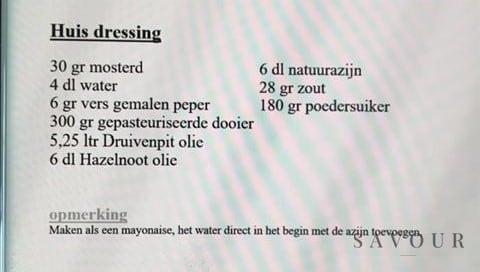 Huis dressing
30 gr mosterd
4 dl water
6 gr vers gemalen peper
300 gr gepasteuriseerde dooier
5,25 ltr Druivenpit olie
6 dl Hazelnoot olie
6 dl natuurazijn
28 gr zout
180 gr poedersuiker
opmerking
Maken als een mayonaise, het water direct in het begin met de azijn toevoegen
SAVOUR